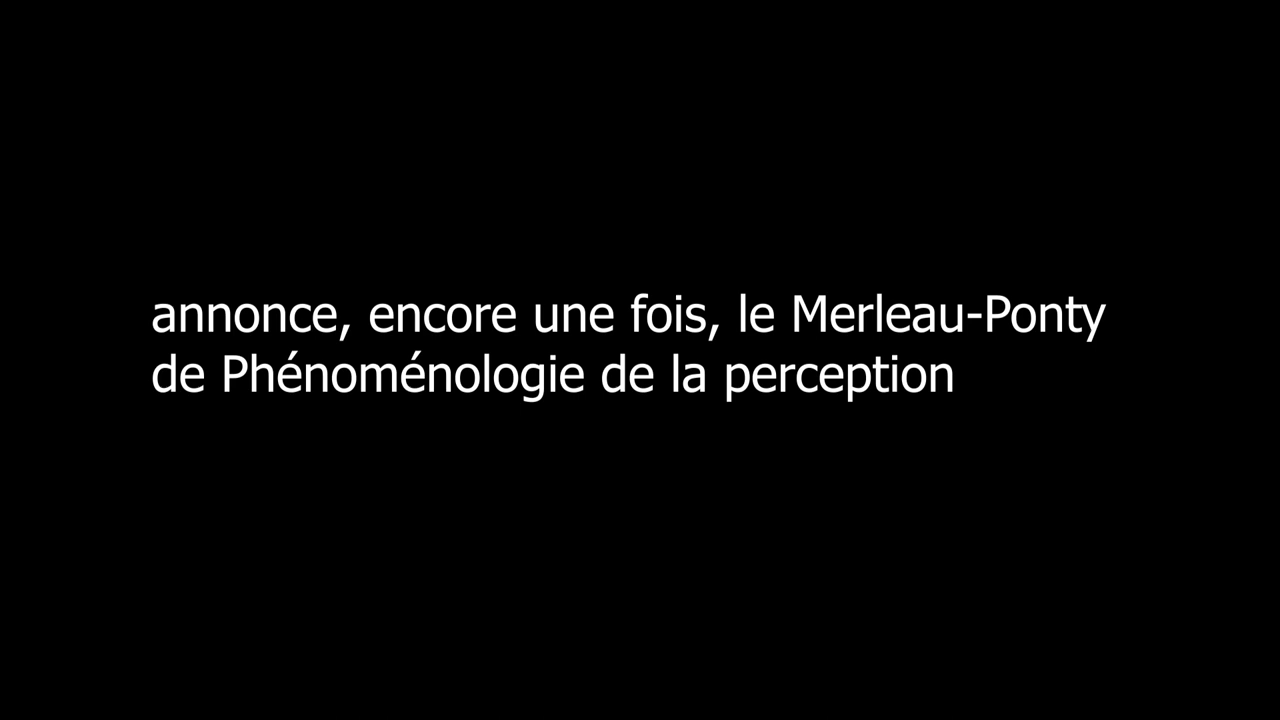 annonce, encore une fois, le Merleau-Ponty
de Phénoménologie de la perception